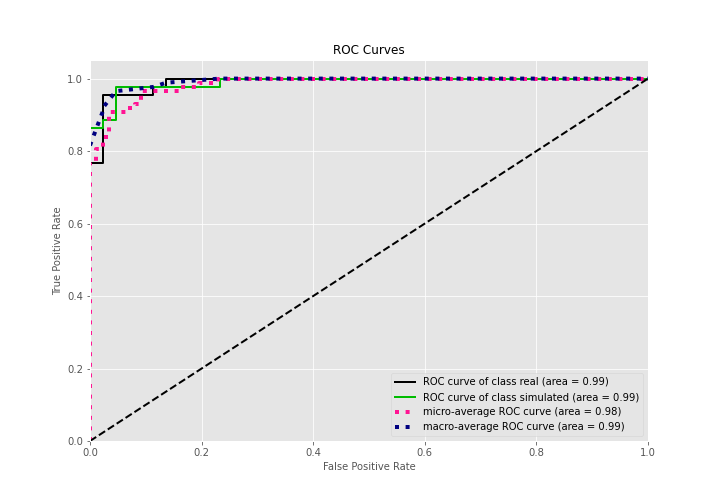 ROC Curves
1.0
0.8
0.6
0.4
0.2
0.0
True Positive Rate
0.0 0.2 0.4 0.6 0.8 1.0
False Positive Rate
ROC curve of class real (area = 0.99)
ROC curve of class simulated (area = 0.99)
micro-average ROC curve (area = 0.98)
macro-average ROC curve (area = 0.99)